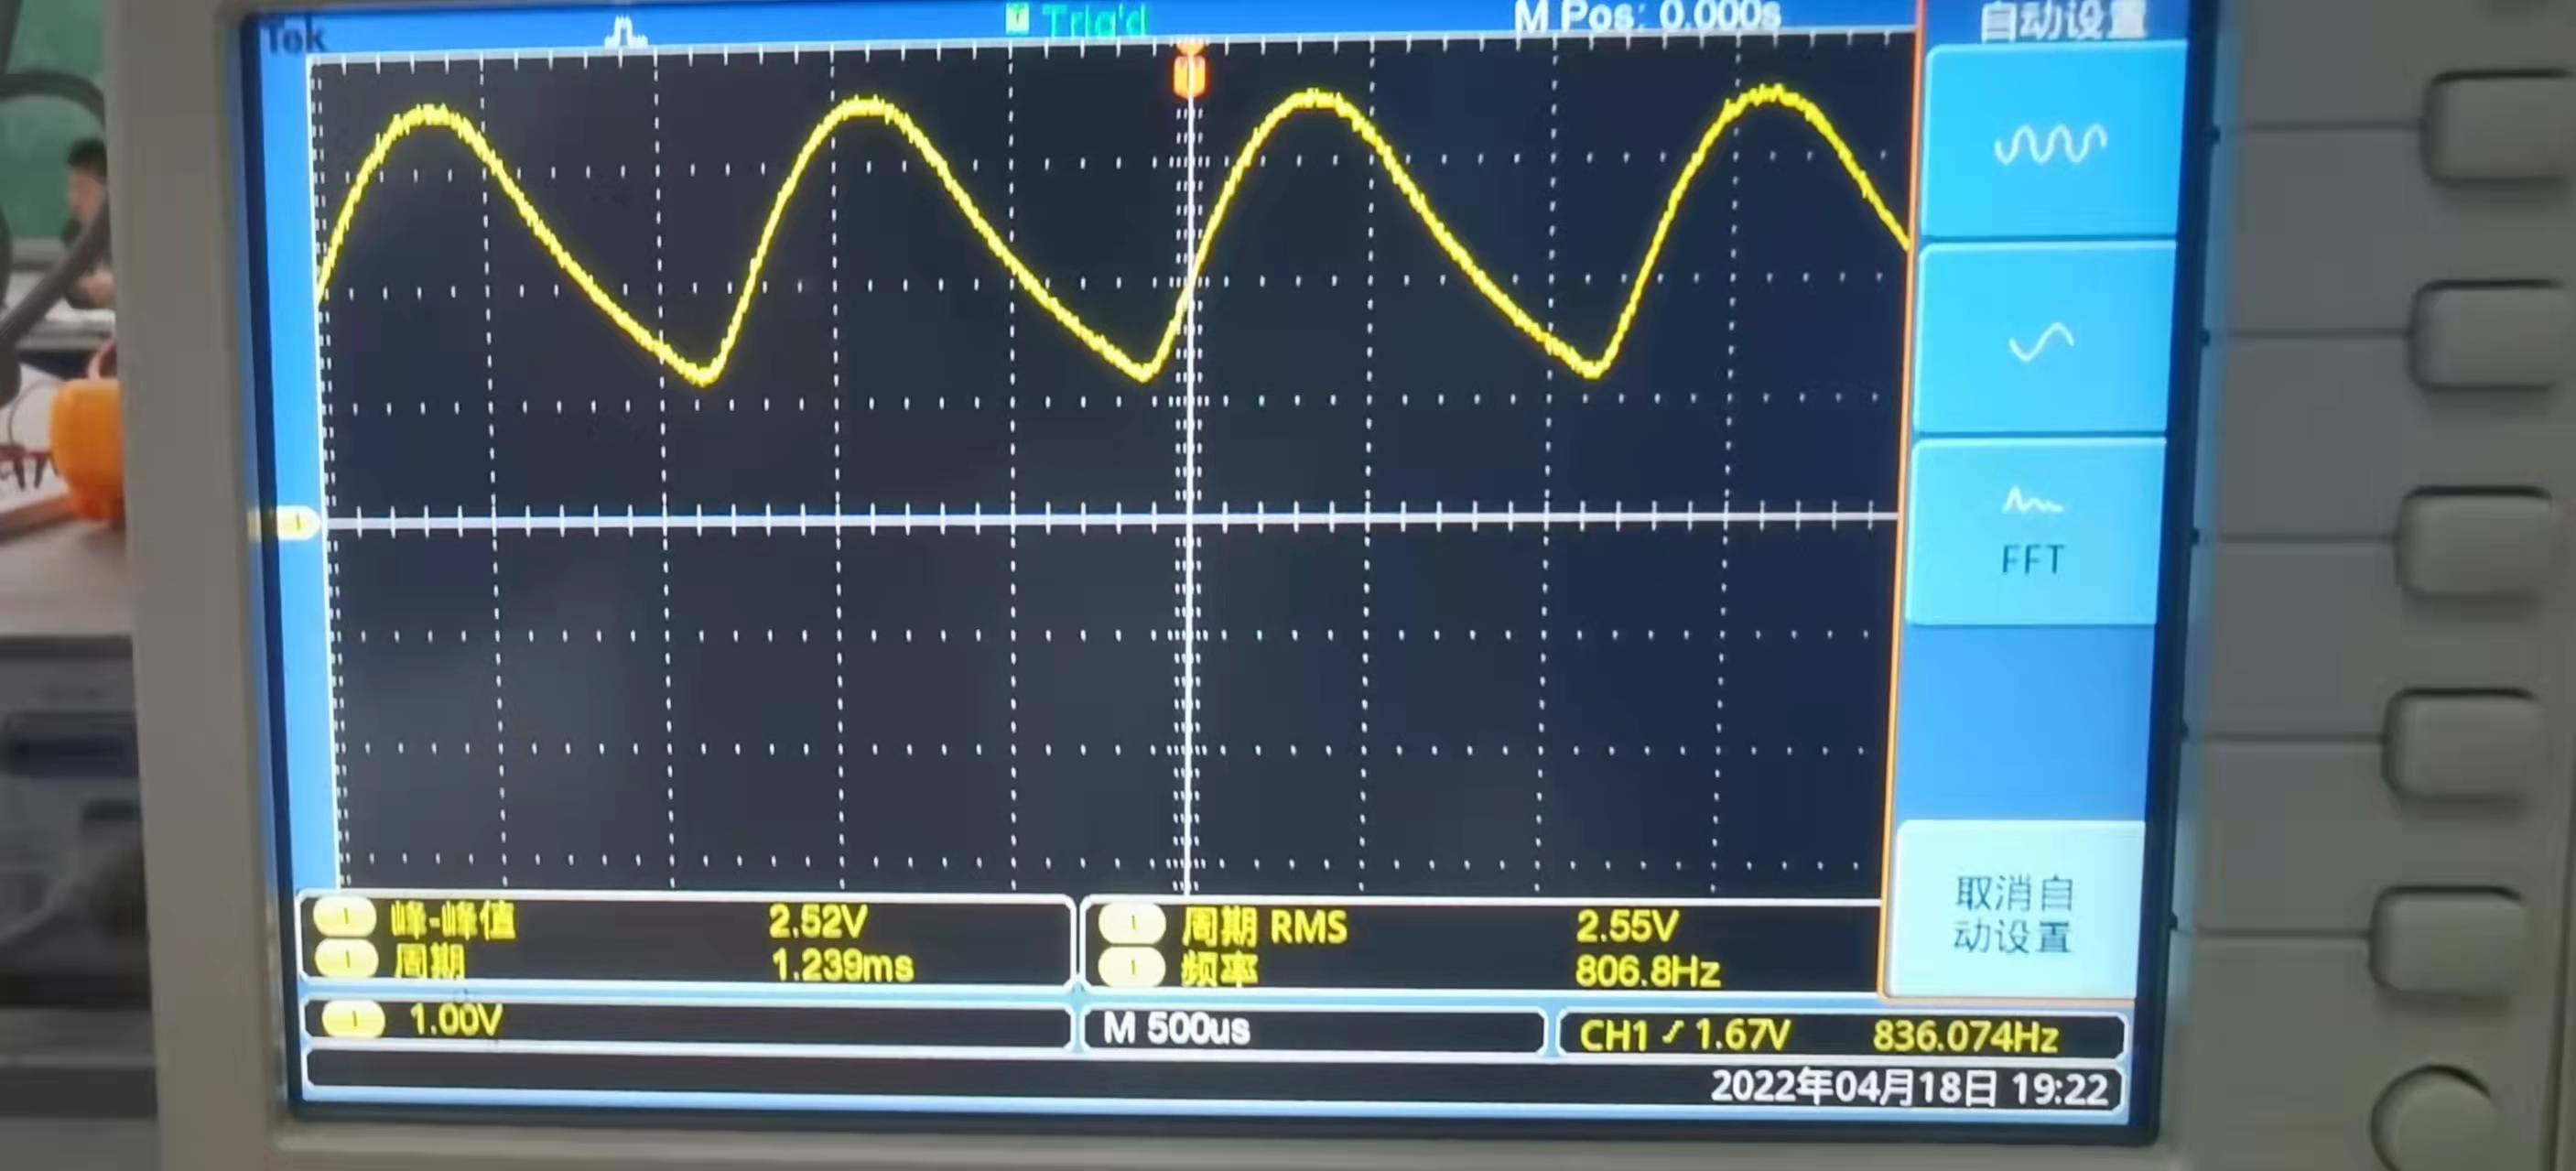 Tek
Trig'd
M Pos: 0.000s
自动设置
FFT
取消自
动设置
1 峰-峰值 2.52V
1 周期 1.239ms
1 周期 RMS 2.55V
1 频率 806.8Hz
1 1.00V
M 500us
CH1 1.67V 836.074Hz
2022年04月18日 19:22